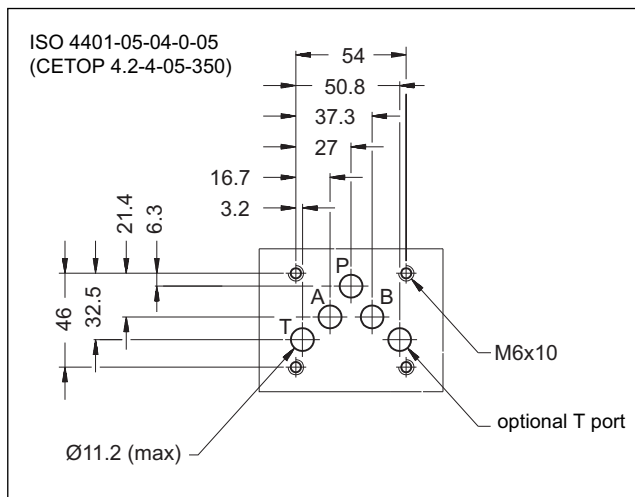 ISO 4401-05-04-0-05
(CETOP 4.2-4-05-350)
54
50.8
37.3
27
16.7
3.2
21.4
6.3
46
32.5
P
A
B
T
M6x10
optional T port
Ø11.2 (max)